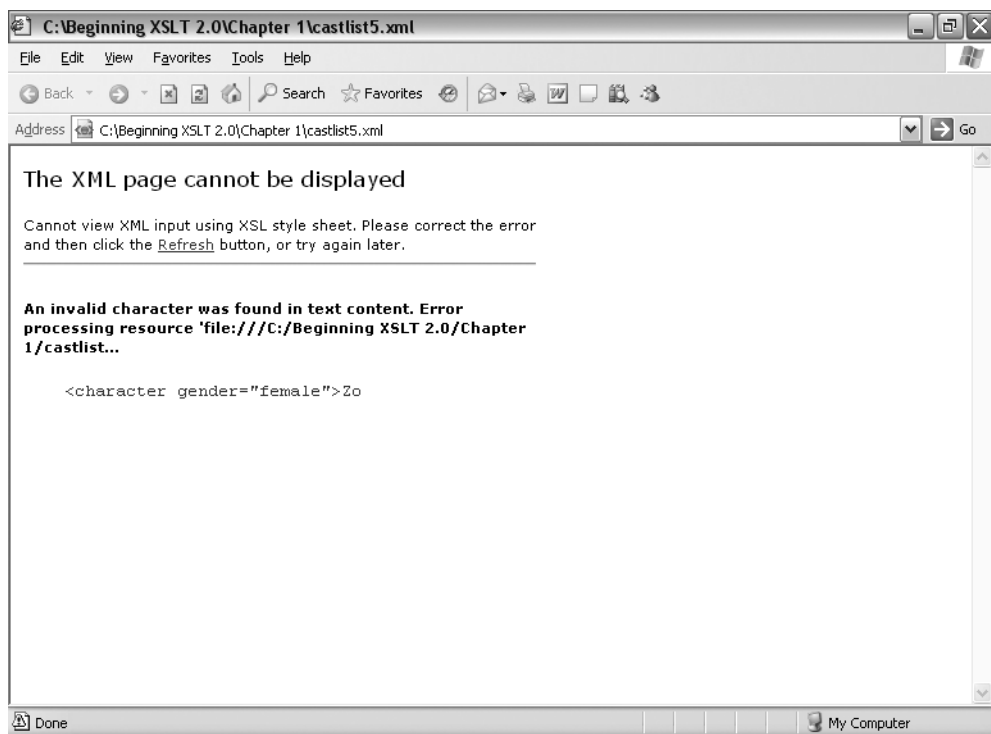 C:\Beginning XSLT 2.0\Chapter 1\castlist5.xml
File Edit View Favorites Tools Help
Back Search Favorites
Address C:\Beginning XSLT 2.0\Chapter 1\castlist5.xml Go
The XML page cannot be displayed
Cannot view XML input using XSL style sheet. Please correct the error
and then click the Refresh button, or try again later.
An invalid character was found in text content. Error
processing resource 'file:///C:/Beginning XSLT 2.0/Chapter
1/castlist...
<character gender="female">Zo
Done My Computer